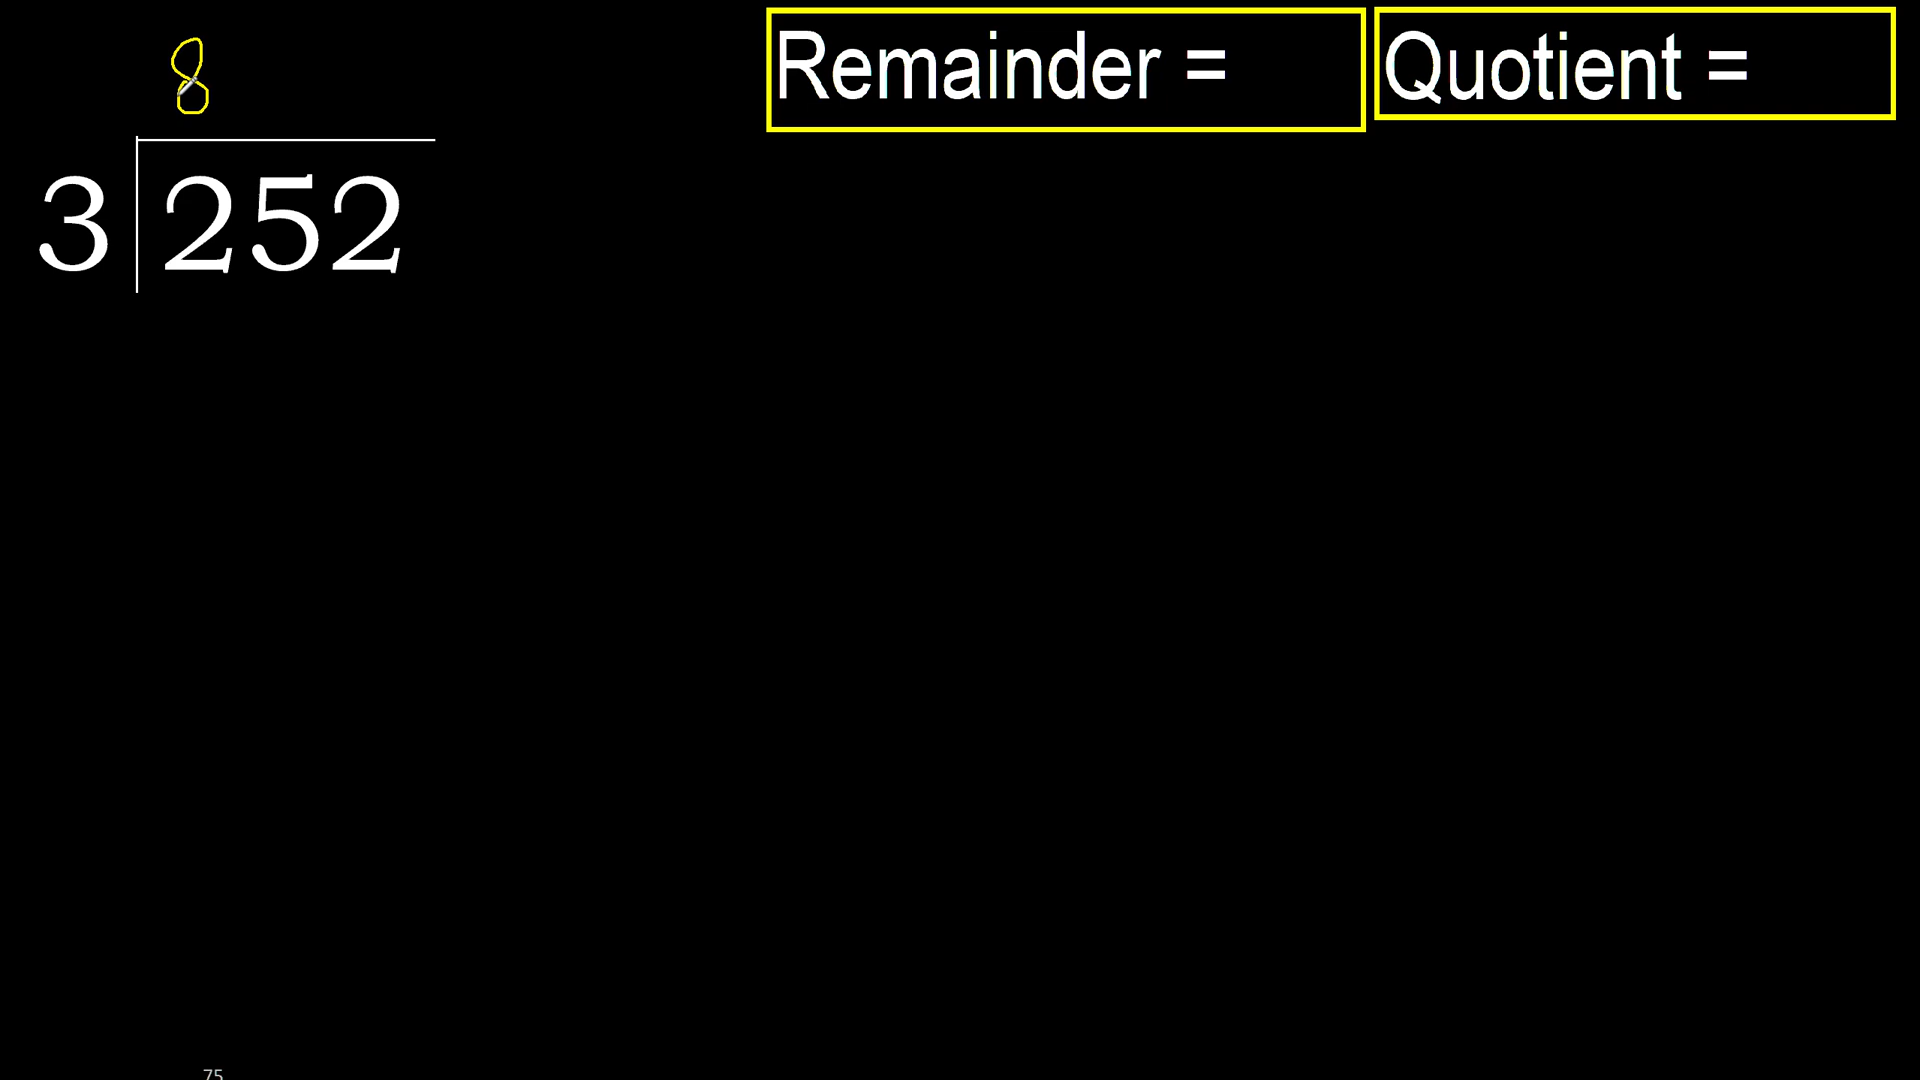 8
3 252
Remainder =
Quotient =
75